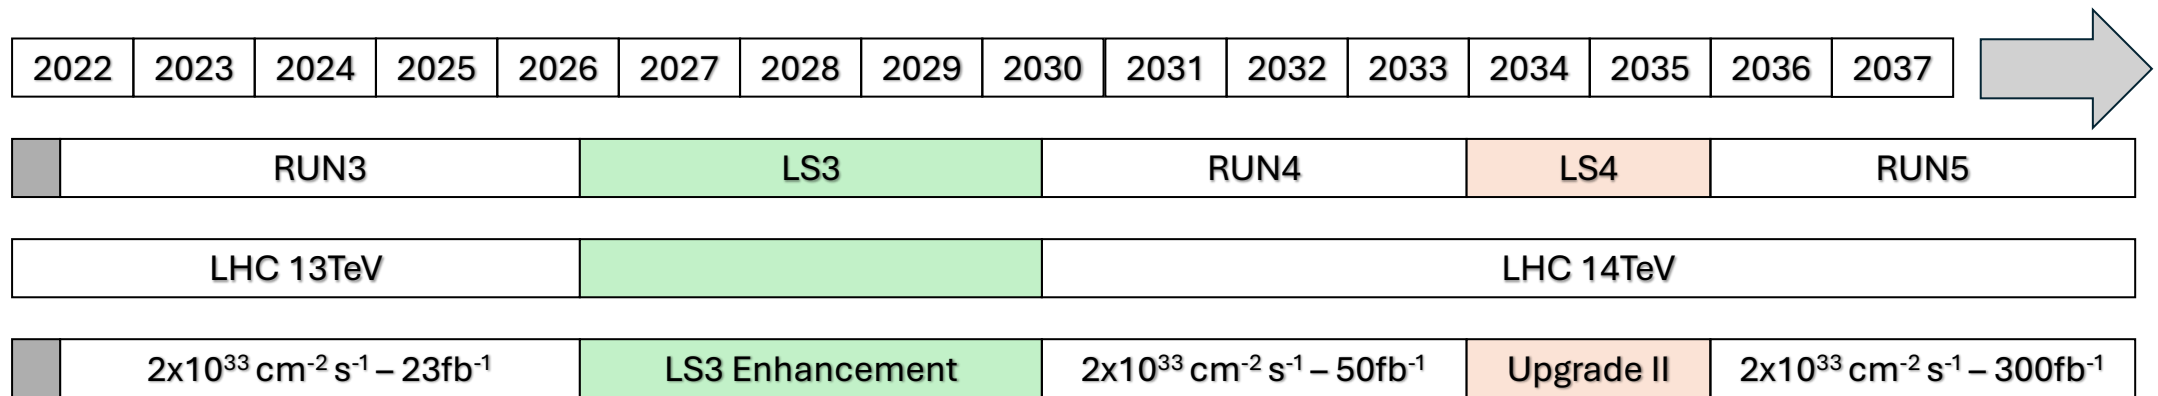 2022 2023 2024 2025 2026 2027 2028 2029 2030 2031 2032 2033 2034 2035 2036 2037
RUN3 LS3 RUN4 LS4 RUN5
LHC 13TeV LHC 14TeV
2x10³³ cm⁻² s⁻¹ – 23fb⁻¹ LS3 Enhancement 2x10³³ cm⁻² s⁻¹ – 50fb⁻¹ Upgrade II 2x10³³ cm⁻² s⁻¹ – 300fb⁻¹